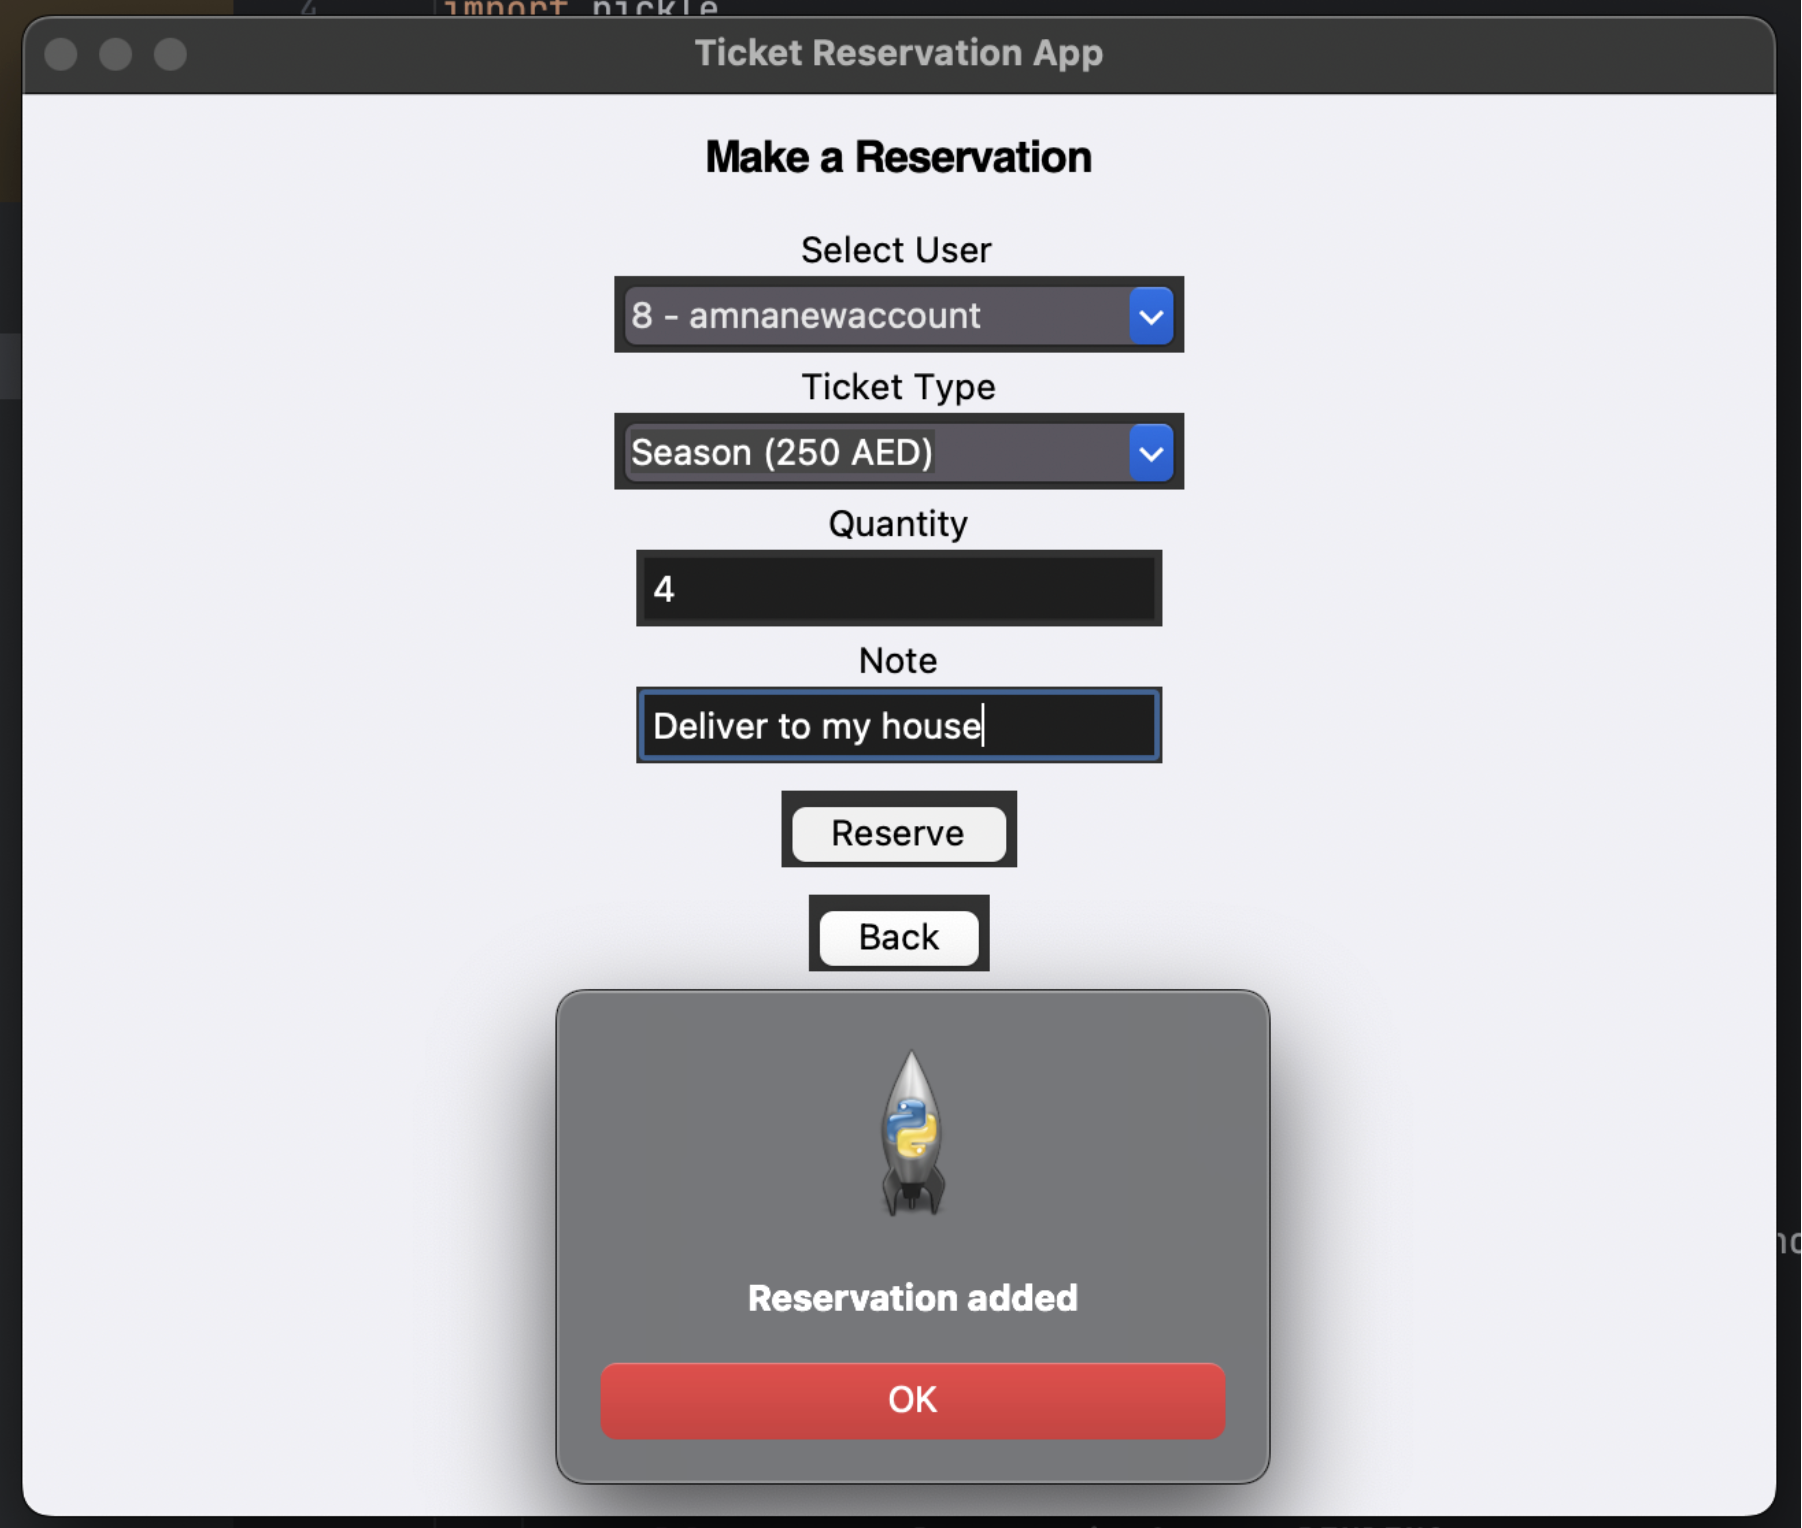 4 import pickle
Ticket Reservation App
Make a Reservation
Select User
8 - amnanewaccount
Ticket Type
Season (250 AED)
Quantity
4
Note
Deliver to my house
Reserve
Back
Reservation added
OK